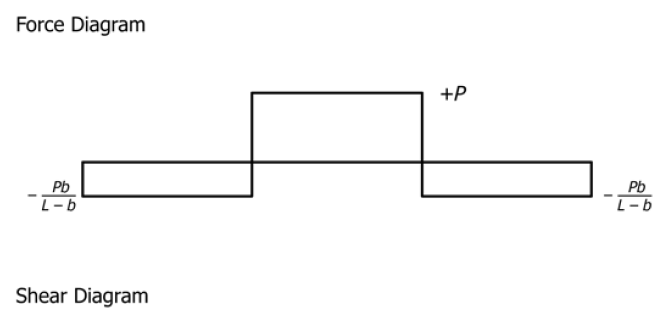 Force Diagram
+P
− Pb / L − b
− Pb / L − b
Shear Diagram